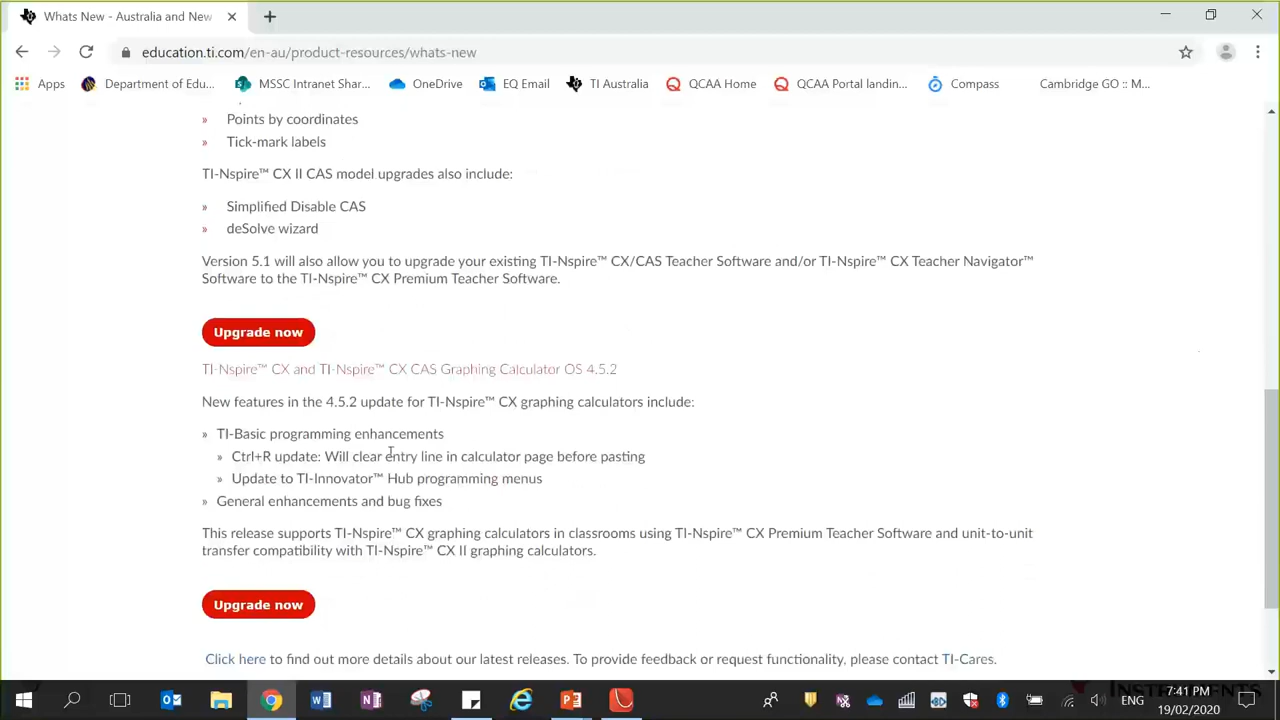 Whats New - Australia and New
education.ti.com/en-au/product-resources/whats-new
Apps Department of Edu... MSSC Intranet Shar... OneDrive EQ Email TI Australia QCAA Home QCAA Portal landin... Compass Cambridge GO :: M...
» Points by coordinates
» Tick-mark labels
TI-Nspire™ CX II CAS model upgrades also include:
» Simplified Disable CAS
» deSolve wizard
Version 5.1 will also allow you to upgrade your existing TI-Nspire™ CX/CAS Teacher Software and/or TI-Nspire™ CX Teacher Navigator™
Software to the TI-Nspire™ CX Premium Teacher Software.
Upgrade now
TI-Nspire™ CX and TI-Nspire™ CX CAS Graphing Calculator OS 4.5.2
New features in the 4.5.2 update for TI-Nspire™ CX graphing calculators include:
» TI-Basic programming enhancements
» Ctrl+R update: Will clear entry line in calculator page before pasting
» Update to TI-Innovator™ Hub programming menus
» General enhancements and bug fixes
This release supports TI-Nspire™ CX graphing calculators in classrooms using TI-Nspire™ CX Premium Teacher Software and unit-to-unit
transfer compatibility with TI-Nspire™ CX II graphing calculators.
Upgrade now
Click here to find out more details about our latest releases. To provide feedback or request functionality, please contact TI-Cares.
INSTRUMENTS
ENG
7:41 PM
19/02/2020